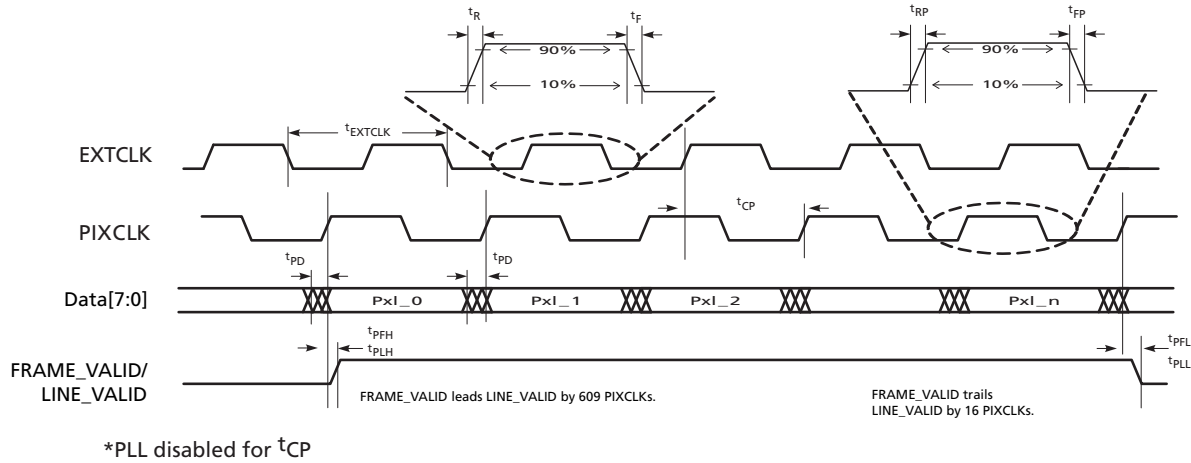 tR
tF
tRP
tFP
90%
90%
10%
10%
tEXTCLK
EXTCLK
tCP
PIXCLK
tPD
tPD
Data[7:0]
Pxl_0
Pxl_1
Pxl_2
Pxl_n
tPFH
tPLH
tPFL
tPLL
FRAME_VALID/
LINE_VALID
FRAME_VALID leads LINE_VALID by 609 PIXCLKs.
FRAME_VALID trails
LINE_VALID by 16 PIXCLKs.
*PLL disabled for tCP